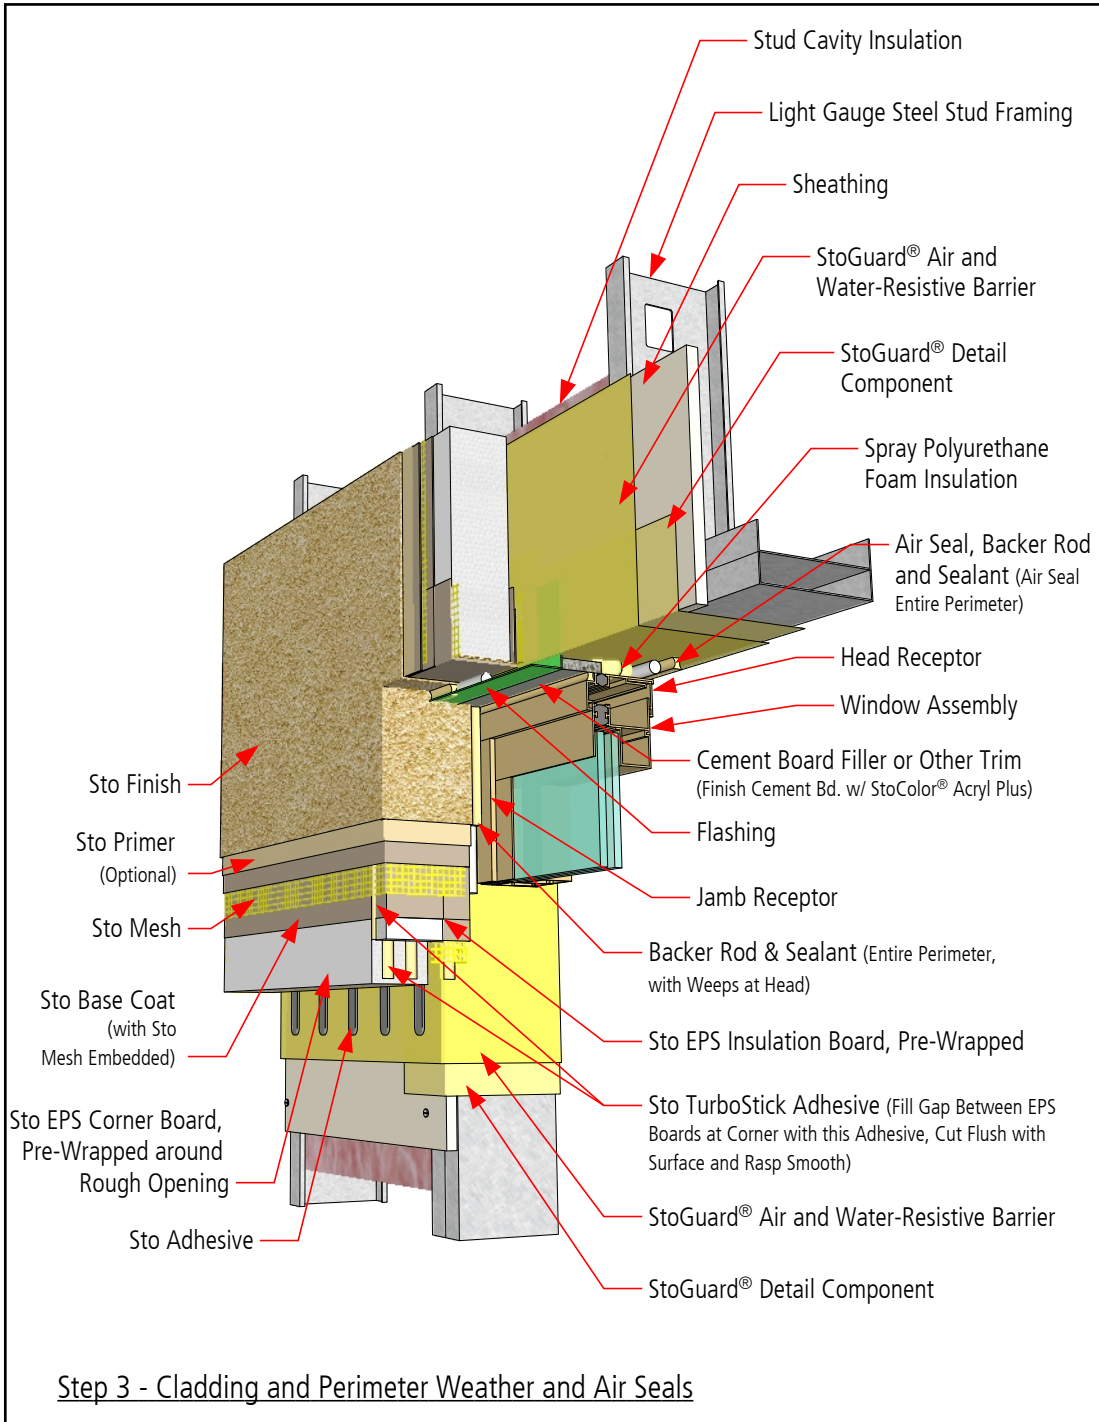 Stud Cavity Insulation
Light Gauge Steel Stud Framing
Sheathing
StoGuard® Air and
Water-Resistive Barrier
StoGuard® Detail
Component
Spray Polyurethane
Foam Insulation
Air Seal, Backer Rod
and Sealant (Air Seal
Entire Perimeter)
Head Receptor
Window Assembly
Cement Board Filler or Other Trim
(Finish Cement Bd. w/ StoColor® Acryl Plus)
Flashing
Jamb Receptor
Backer Rod & Sealant (Entire Perimeter,
with Weeps at Head)
Sto EPS Insulation Board, Pre-Wrapped
Sto TurboStick Adhesive (Fill Gap Between EPS
Boards at Corner with this Adhesive, Cut Flush with
Surface and Rasp Smooth)
StoGuard® Air and Water-Resistive Barrier
StoGuard® Detail Component
Sto Finish
Sto Primer
(Optional)
Sto Mesh
Sto Base Coat
(with Sto
Mesh Embedded)
Sto EPS Corner Board,
Pre-Wrapped around
Rough Opening
Sto Adhesive
Step 3 - Cladding and Perimeter Weather and Air Seals